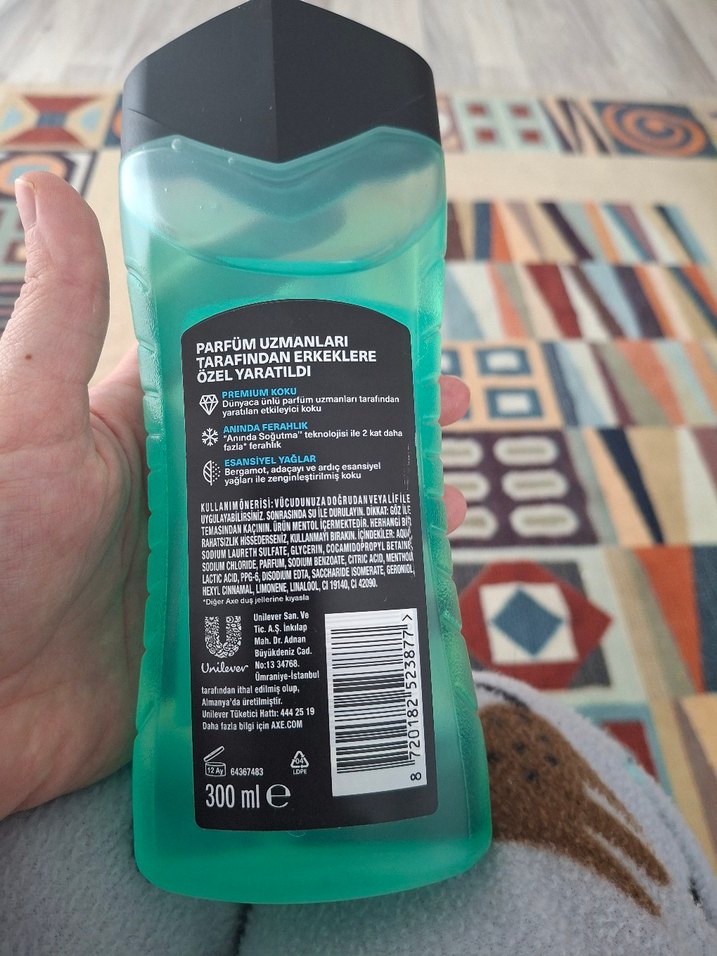 PARFÜM UZMANLARI
TARAFINDAN ERKEKLERE
ÖZEL YARATILDI
PREMIUM KOKU
Dünyaca ünlü parfüm uzmanları tarafından
yaratılan etkileyici koku
ANINDA FERAHLIK
"Anında Soğutma" teknolojisi ile 2 kat daha
fazla* ferahlık
ESANSİYEL YAĞLAR
Bergamot, adaçayı ve ardıç esansiyel
yağları ile zenginleştirilmiş koku
KULLANIM ÖNERİSİ: VÜCUDUNUZA DOĞRUDAN VEYA LİF İLE
UYGULAYABİLİRSİNİZ. SONRASINDA SU İLE DURULAYIN. DİKKAT: GÖZ İLE
TEMASINDAN KAÇININ. ÜRÜN MENTOL İÇERMEKTEDİR. HERHANGİ BİR
RAHATSIZLIK HİSSEDERSENİZ, KULLANMAYI BIRAKIN. İÇİNDEKİLER: AQUA,
SODIUM LAURETH SULFATE, GLYCERIN, COCAMIDOPROPYL BETAINE,
SODIUM CHLORIDE, PARFUM, SODIUM BENZOATE, CITRIC ACID, MENTHOL,
LACTIC ACID, PPG-6, DISODIUM EDTA, SACCHARIDE ISOMERATE, GERANIOL,
HEXYL CINNAMAL, LIMONENE, LINALOOL, CI 19140, CI 42090.
*Diğer Axe duş jellerine kıyasla
Unilever
Unilever San. Ve
Tic. A.Ş. İnkılap
Mah. Dr. Adnan
Büyükdeniz Cad.
No:13 34768.
Ümraniye-İstanbul
tarafından ithal edilmiş olup,
Almanya'da üretilmiştir.
Unilever Tüketici Hattı: 444 25 19
Daha fazla bilgi için AXE.COM
12 Ay
64367483
04
LDPE
300 ml e
8 720182 523877 >